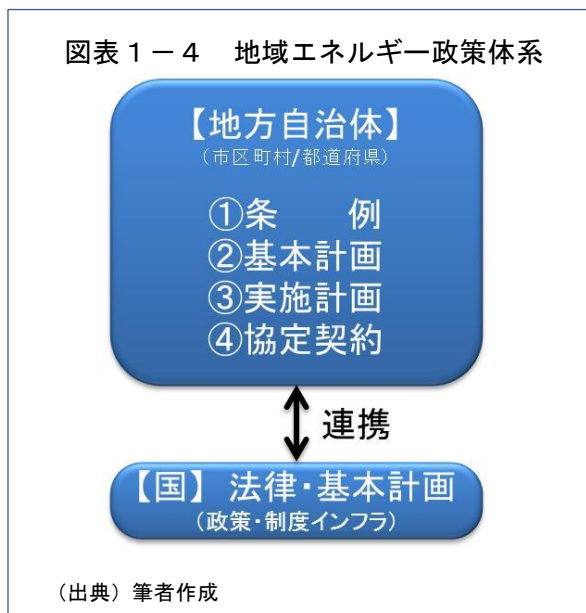 図表１－４　地域エネルギー政策体系
【地方自治体】
（市区町村/都道府県）
①条　　例
②基本計画
③実施計画
④協定契約
連携
【国】法律・基本計画
（政策・制度インフラ）
（出典）筆者作成